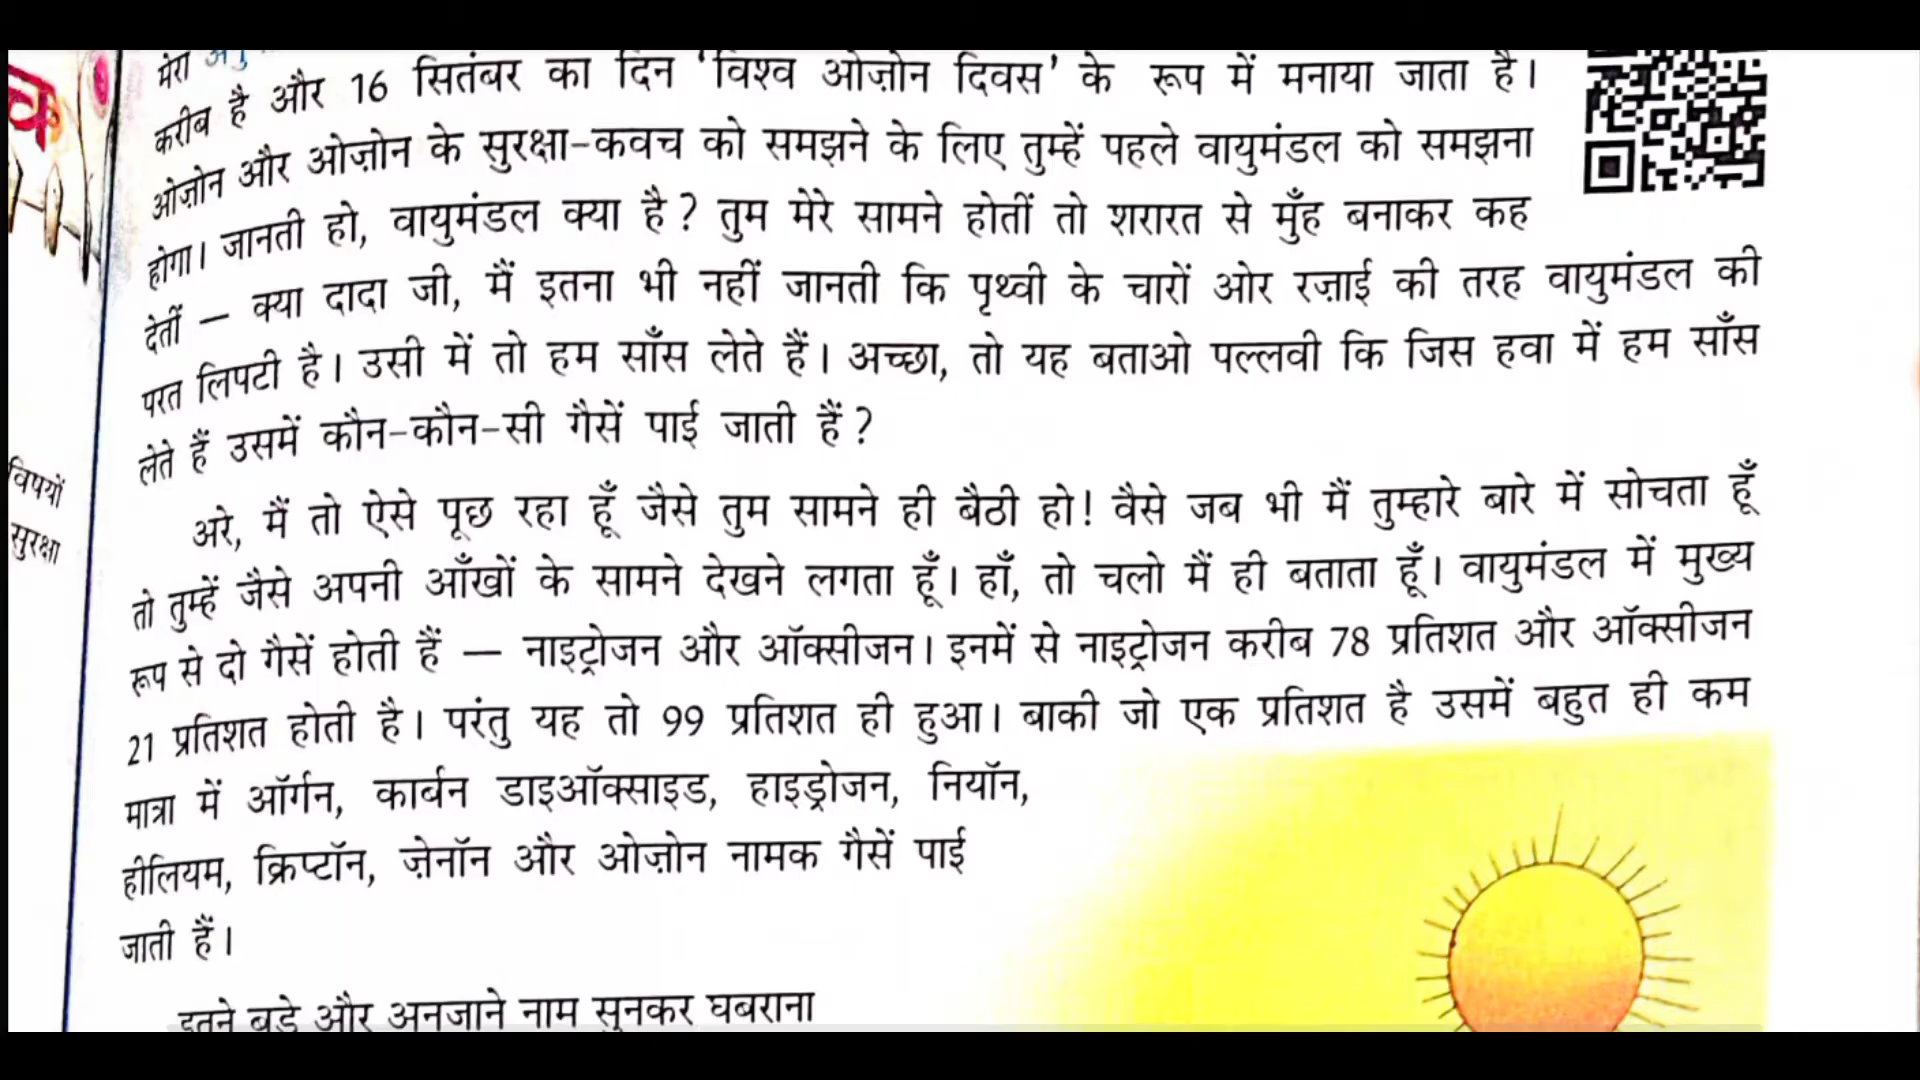 मेरा
करीब है और 16 सितंबर का दिन 'विश्व ओज़ोन दिवस' के रूप में मनाया जाता है।
ओज़ोन और ओज़ोन के सुरक्षा-कवच को समझने के लिए तुम्हें पहले वायुमंडल को समझना
होगा। जानती हो, वायुमंडल क्या है? तुम मेरे सामने होतीं तो शरारत से मुँह बनाकर कह
देतीं — क्या दादा जी, मैं इतना भी नहीं जानती कि पृथ्वी के चारों ओर रज़ाई की तरह वायुमंडल की
परत लिपटी है। उसी में तो हम साँस लेते हैं। अच्छा, तो यह बताओ पल्लवी कि जिस हवा में हम साँस
लेते हैं उसमें कौन-कौन-सी गैसें पाई जाती हैं?
अरे, मैं तो ऐसे पूछ रहा हूँ जैसे तुम सामने ही बैठी हो! वैसे जब भी मैं तुम्हारे बारे में सोचता हूँ
तो तुम्हें जैसे अपनी आँखों के सामने देखने लगता हूँ। हाँ, तो चलो मैं ही बताता हूँ। वायुमंडल में मुख्य
रूप से दो गैसें होती हैं — नाइट्रोजन और ऑक्सीजन। इनमें से नाइट्रोजन करीब 78 प्रतिशत और ऑक्सीजन
21 प्रतिशत होती है। परंतु यह तो 99 प्रतिशत ही हुआ। बाकी जो एक प्रतिशत है उसमें बहुत ही कम
मात्रा में ऑर्गन, कार्बन डाइऑक्साइड, हाइड्रोजन, नियॉन,
हीलियम, क्रिप्टॉन, ज़ेनॉन और ओज़ोन नामक गैसें पाई
जाती हैं।
इतने बड़े और अनजाने नाम सुनकर घबराना
विषयों
सुरक्षा